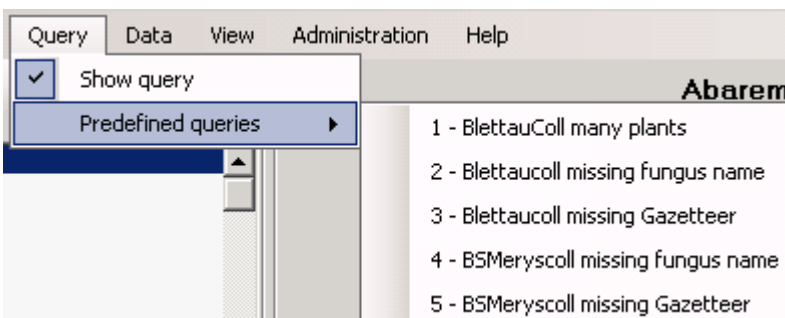 Query Data View Administration Help
Show query
Abarem
Predefined queries
1 - BlettauColl many plants
2 - Blettaucoll missing fungus name
3 - Blettaucoll missing Gazetteer
4 - BSMeryscoll missing fungus name
5 - BSMeryscoll missing Gazetteer